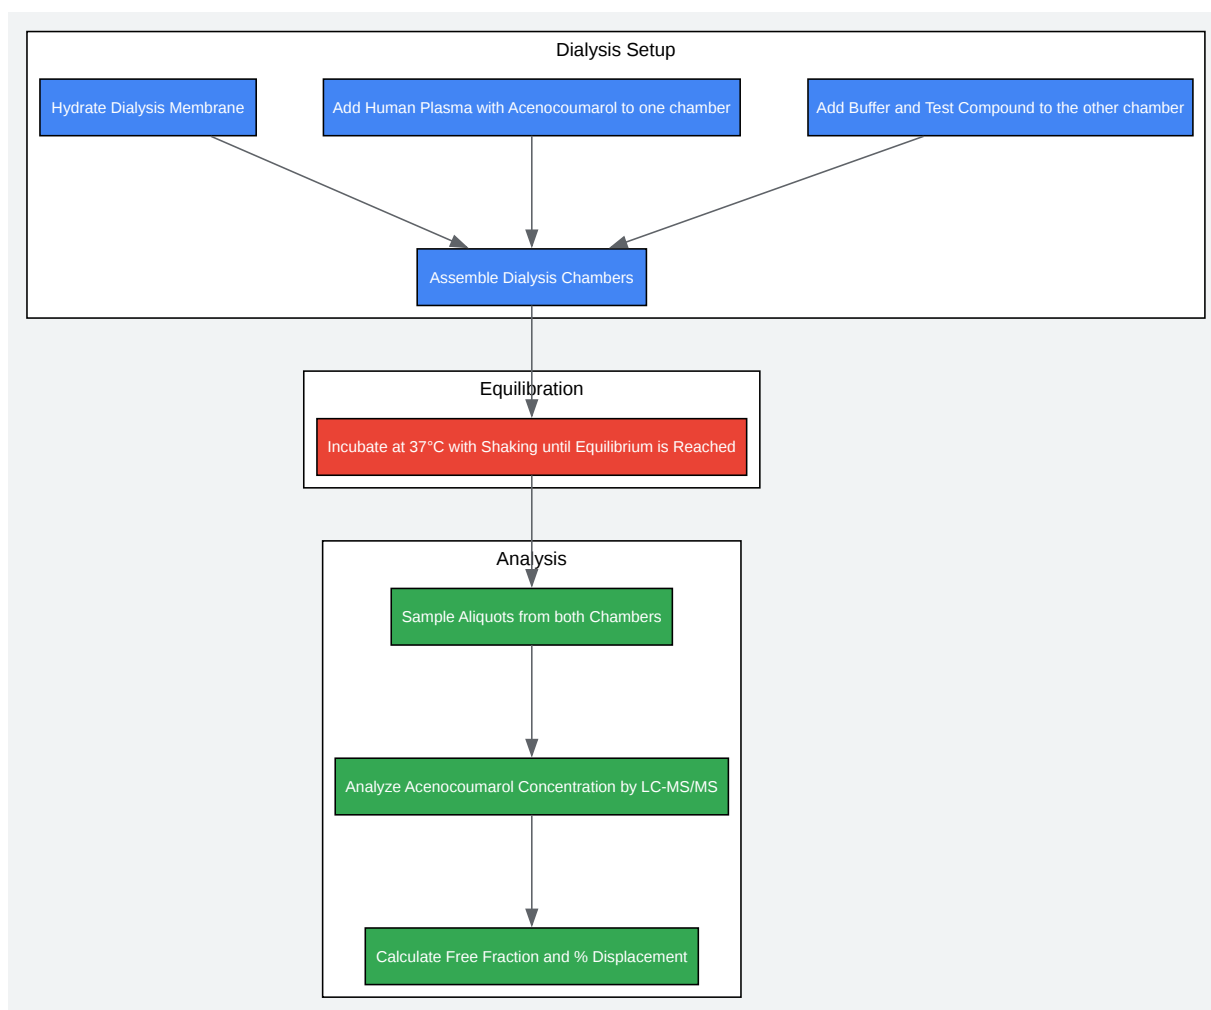 Dialysis Setup
Hydrate Dialysis Membrane
Add Human Plasma with Acenocoumarol to one chamber
Add Buffer and Test Compound to the other chamber
Assemble Dialysis Chambers
Equilibration
Incubate at 37°C with Shaking until Equilibrium is Reached
Analysis
Sample Aliquots from both Chambers
Analyze Acenocoumarol Concentration by LC-MS/MS
Calculate Free Fraction and % Displacement